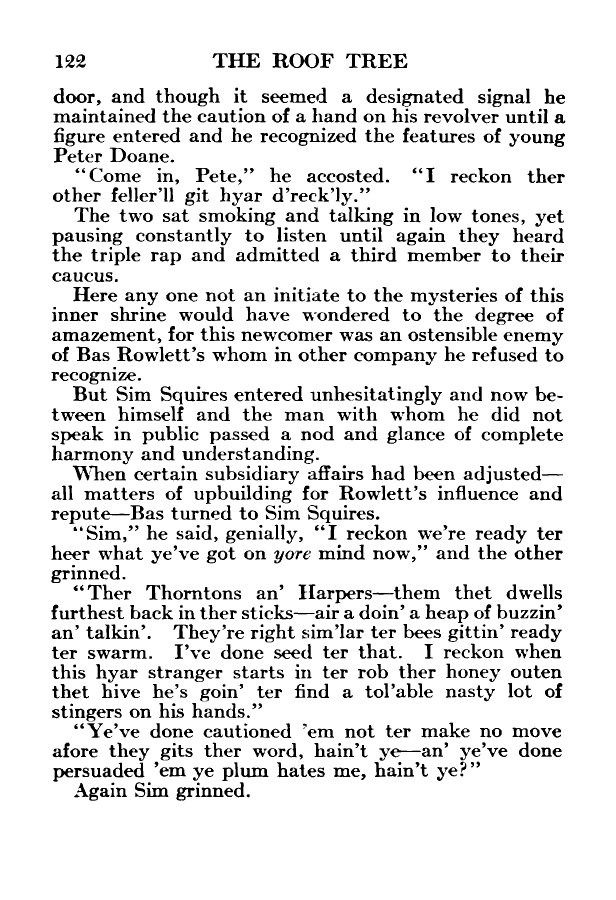 122 THE ROOF TREE
door, and though it seemed a designated signal he
maintained the caution of a hand on his revolver until a
figure entered and he recognized the features of young
Peter Doane.
"Come in, Pete," he accosted. "I reckon ther
other feller'll git hyar d'reck'ly."
The two sat smoking and talking in low tones, yet
pausing constantly to listen until again they heard
the triple rap and admitted a third member to their
caucus.
Here any one not an initiate to the mysteries of this
inner shrine would have wondered to the degree of
amazement, for this newcomer was an ostensible enemy
of Bas Rowlett's whom in other company he refused to
recognize.
But Sim Squires entered unhesitatingly and now be-
tween himself and the man with whom he did not
speak in public passed a nod and glance of complete
harmony and understanding.
When certain subsidiary affairs had been adjusted—
all matters of upbuilding for Rowlett's influence and
repute—Bas turned to Sim Squires.
"Sim," he said, genially, "I reckon we're ready ter
heer what ye've got on yore mind now," and the other
grinned.
"Ther Thorntons an' Harpers—them thet dwells
furthest back in ther sticks—air a doin' a heap of buzzin'
an' talkin'. They're right sim'lar ter bees gittin' ready
ter swarm. I've done seed ter that. I reckon when
this hyar stranger starts in ter rob ther honey outen
thet hive he's goin' ter find a tol'able nasty lot of
stingers on his hands."
"Ye've done cautioned 'em not ter make no move
afore they gits ther word, hain't ye—an' ye've done
persuaded 'em ye plum hates me, hain't ye?"
Again Sim grinned.